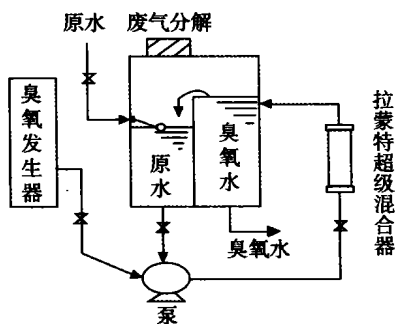 原水
废气分解
臭氧发生器
原水
臭氧水
拉蒙特超级混合器
臭氧水
泵